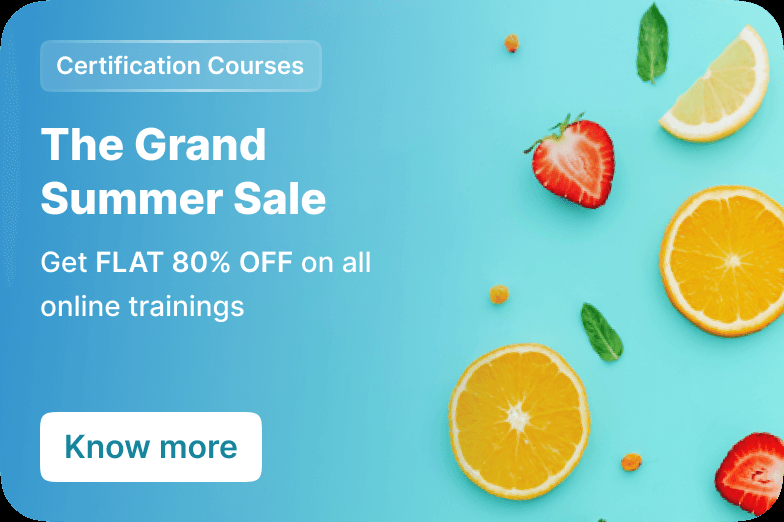 Certification Courses
The Grand
Summer Sale
Get FLAT 80% OFF on all
online trainings
Know more